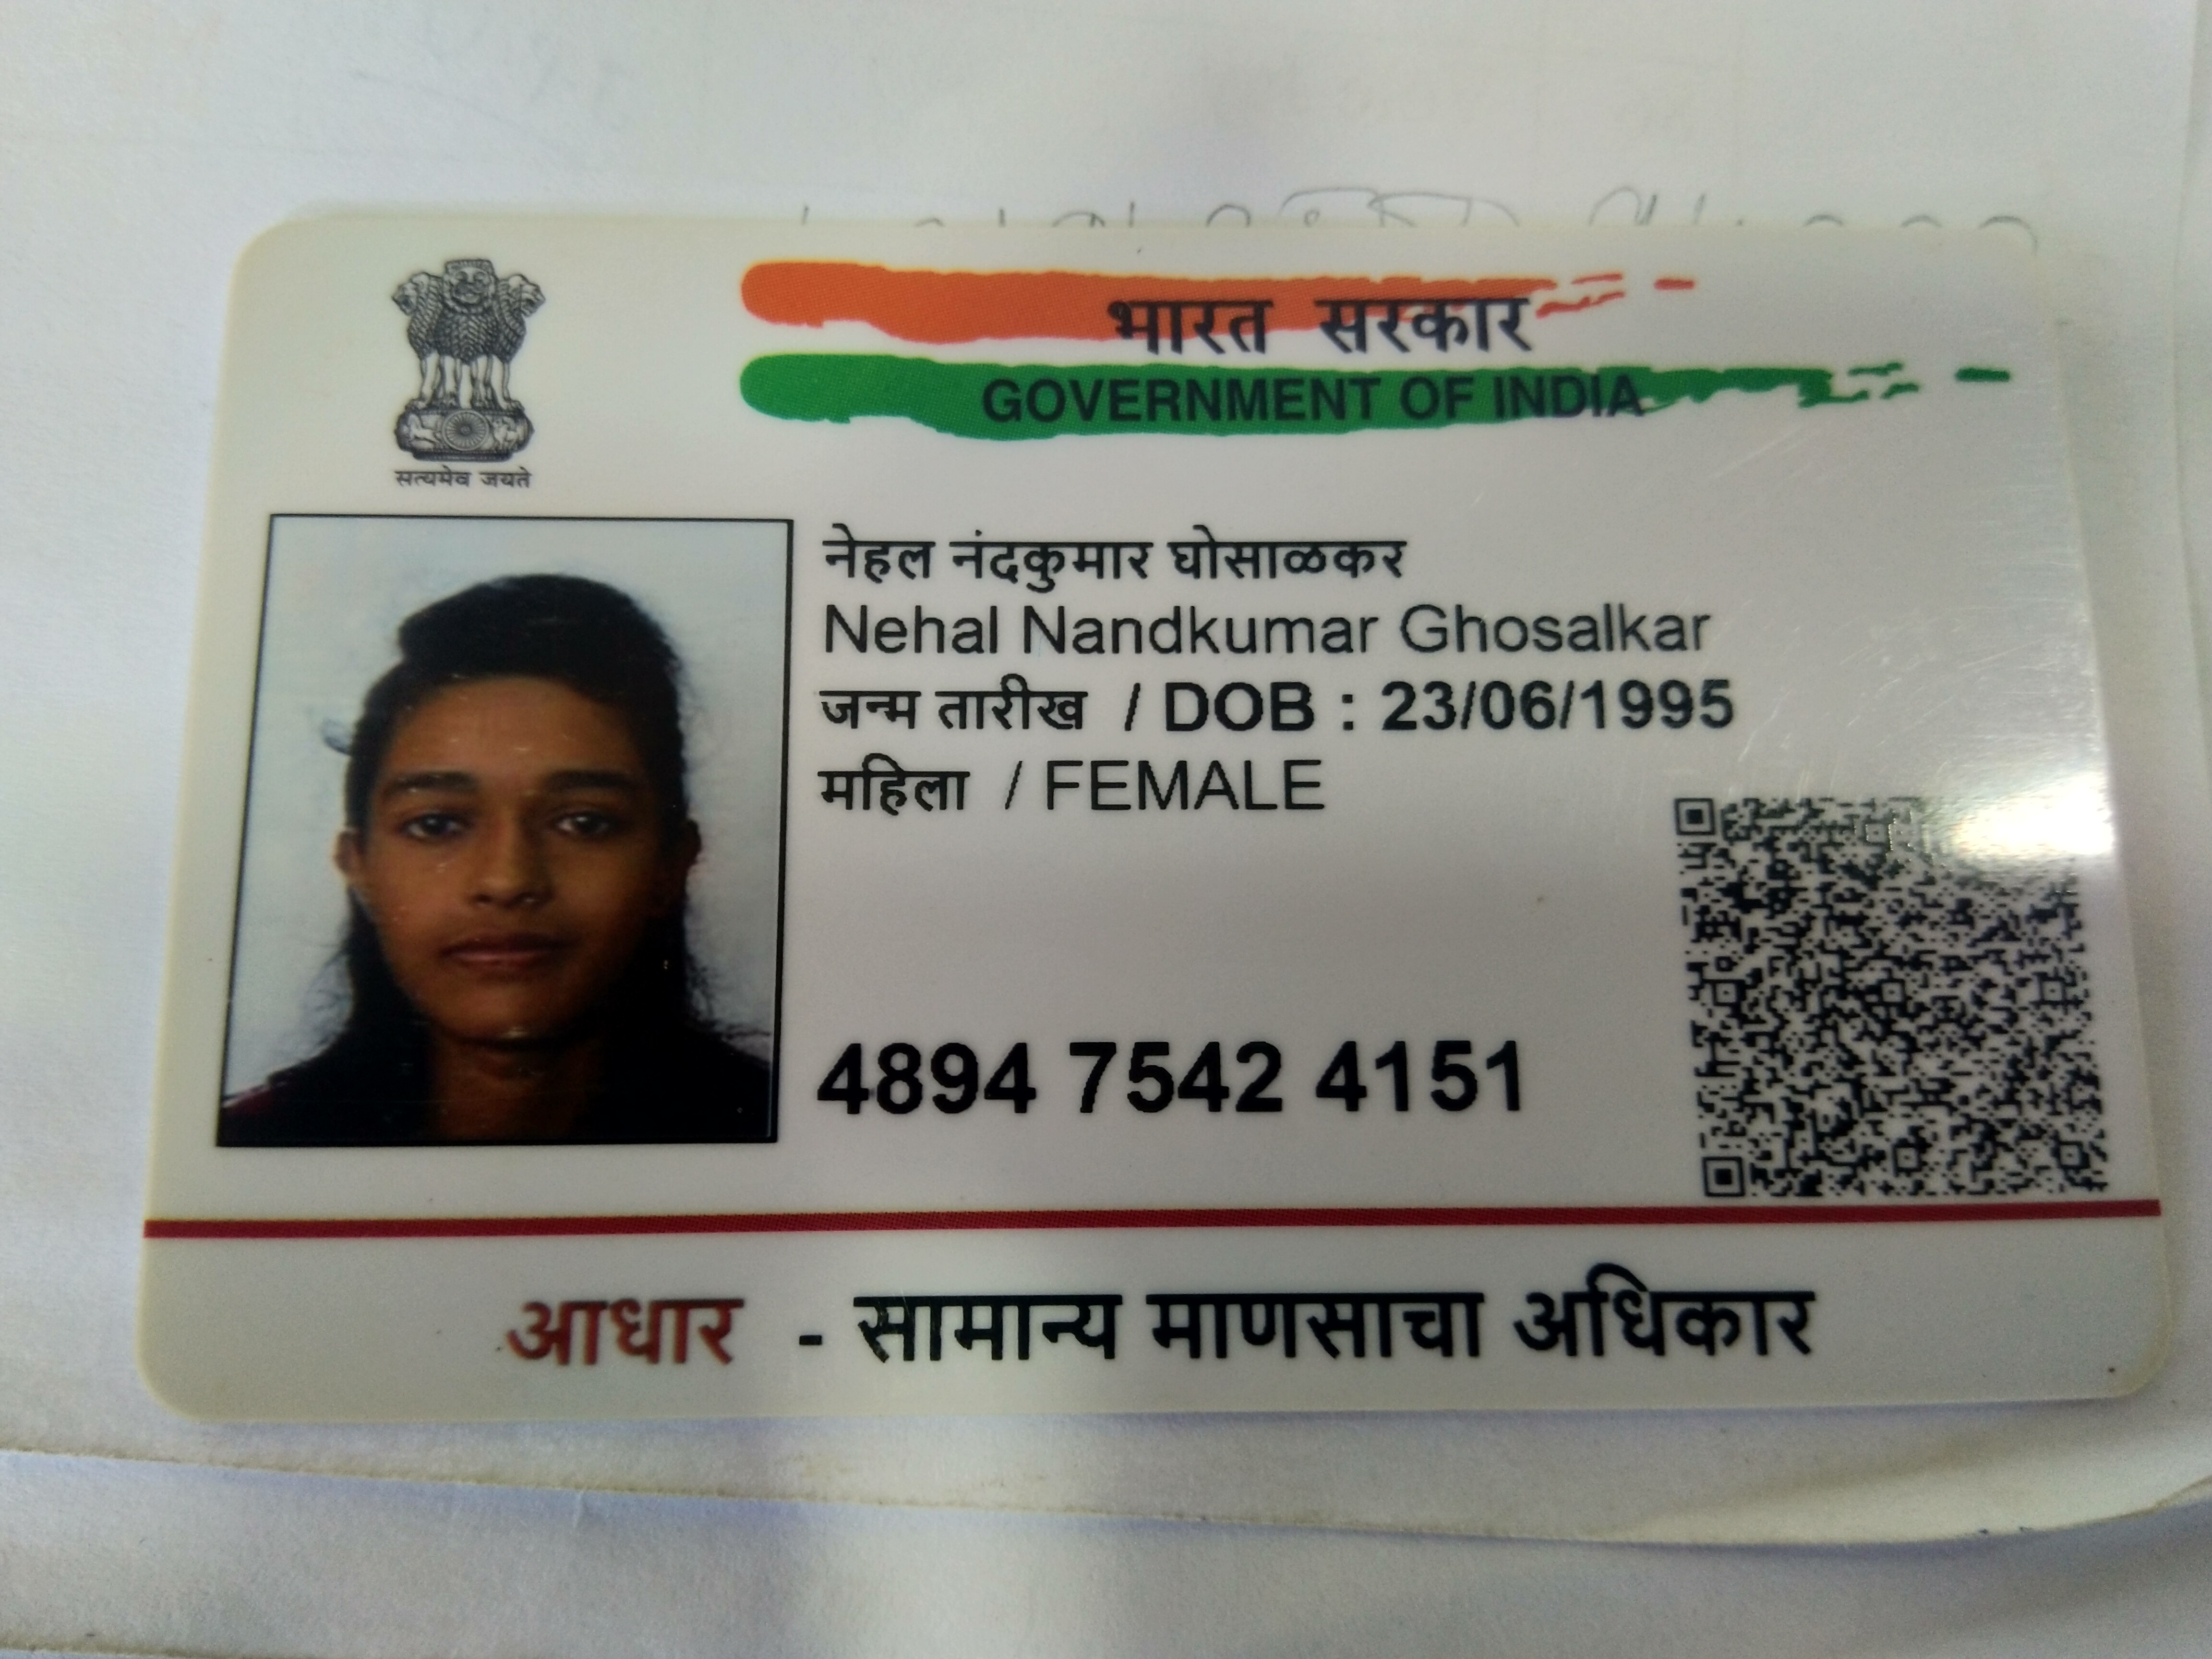 भारत सरकार
GOVERNMENT OF INDIA
सत्यमेव जयते
नेहल नंदकुमार घोसाळकर
Nehal Nandkumar Ghosalkar
जन्म तारीख / DOB : 23/06/1995
महिला / FEMALE
4894 7542 4151
आधार - सामान्य माणसाचा अधिकार